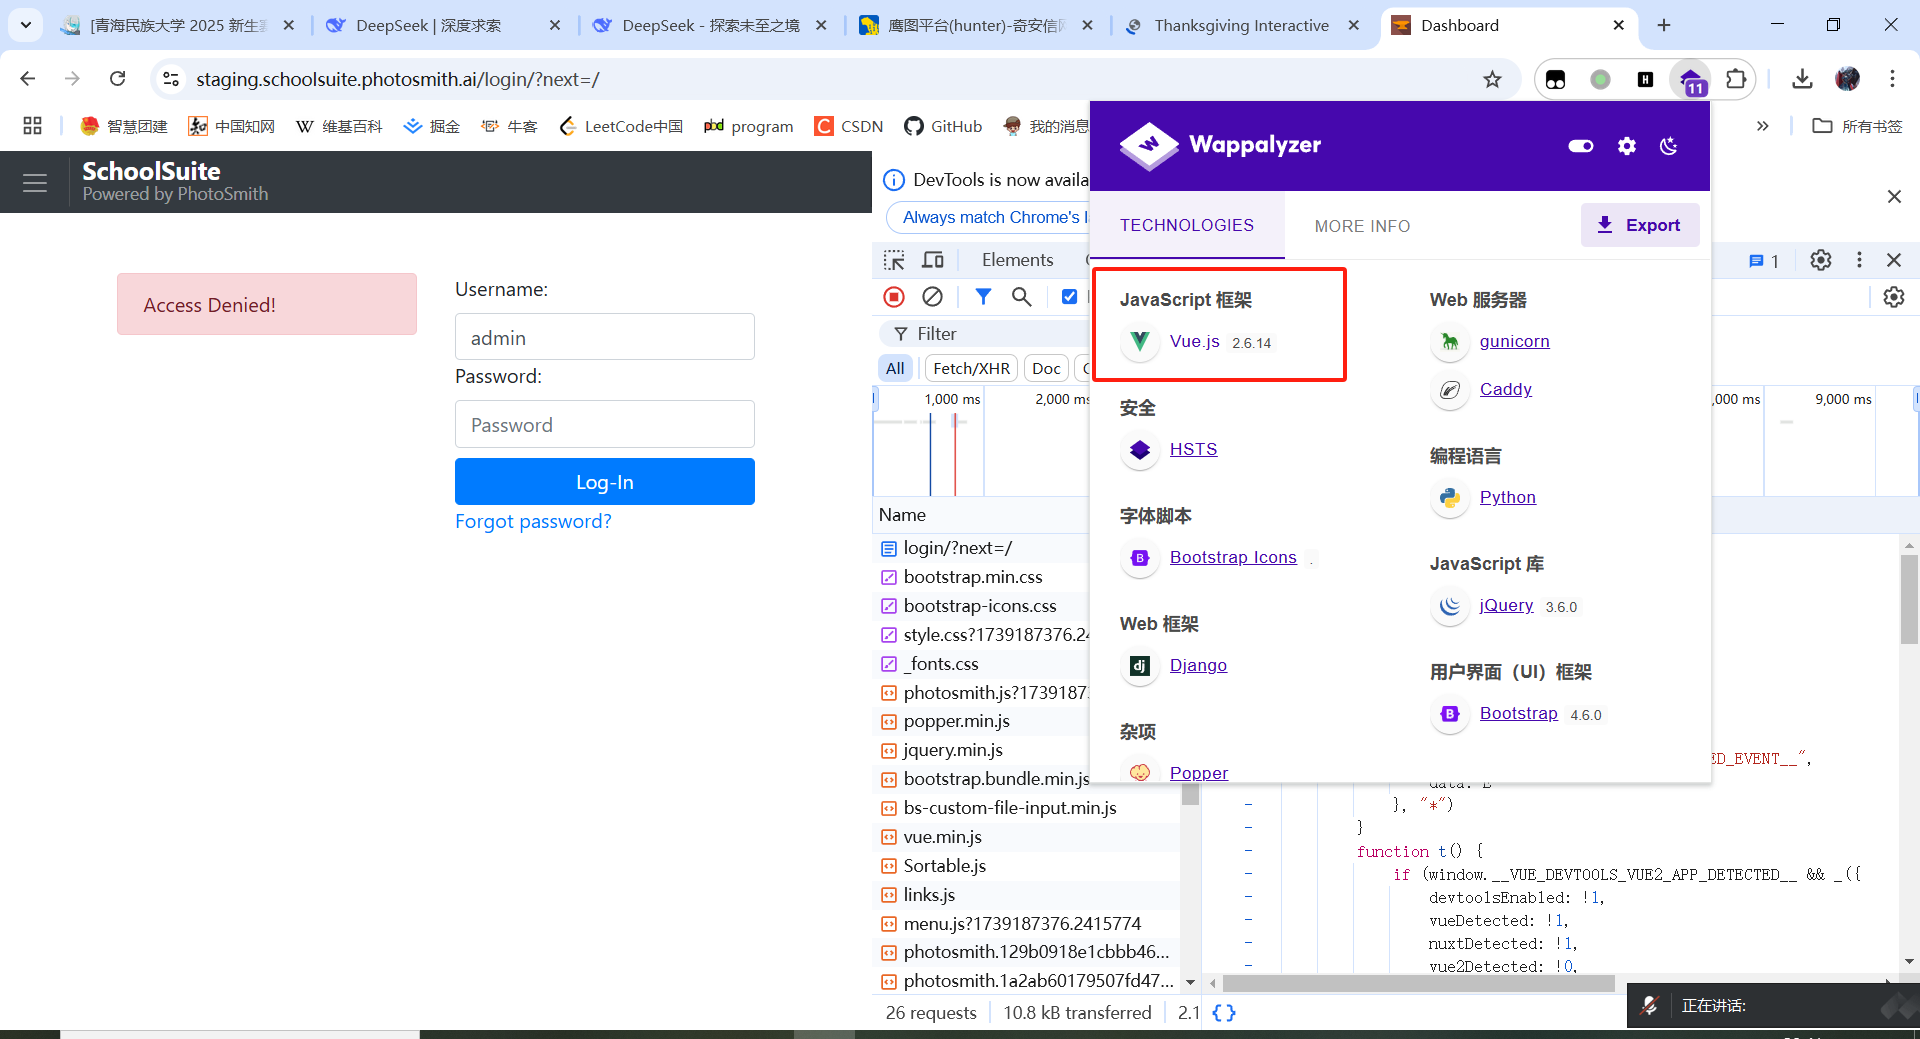 [青海民族大学 2025 新生赛
DeepSeek | 深度求索
DeepSeek - 探索未至之境
鹰图平台(hunter)-奇安信网
Thanksgiving Interactive
Dashboard
staging.schoolsuite.photosmith.ai/login/?next=/
11
智慧团建
中国知网
维基百科
掘金
牛客
LeetCode中国
program
CSDN
GitHub
我的消息
所有书签
SchoolSuite
Powered by PhotoSmith
Access Denied!
Username:
admin
Password:
Password
Log-In
Forgot password?
DevTools is now availa
Always match Chrome's l
Elements
1
Filter
All
Fetch/XHR
Doc
1,000 ms
2,000 ms
,000 ms
9,000 ms
Name
login/?next=/
bootstrap.min.css
bootstrap-icons.css
style.css?1739187376.24
_fonts.css
photosmith.js?17391873
popper.min.js
jquery.min.js
bootstrap.bundle.min.js
bs-custom-file-input.min.js
vue.min.js
Sortable.js
links.js
menu.js?1739187376.2415774
photosmith.129b0918e1cbbb46...
photosmith.1a2ab60179507fd47...
26 requests
10.8 kB transferred
2.1
Wappalyzer
TECHNOLOGIES
MORE INFO
Export
JavaScript 框架
Vue.js 2.6.14
安全
HSTS
字体脚本
Bootstrap Icons .
Web 框架
Django
杂项
Popper
Web 服务器
gunicorn
Caddy
编程语言
Python
JavaScript 库
jQuery 3.6.0
用户界面（UI）框架
Bootstrap 4.6.0
ED_EVENT__",
data: E
}, "*")
}
function t() {
if (window.__VUE_DEVTOOLS_VUE2_APP_DETECTED__ && _({
devtoolsEnabled: !1,
vueDetected: !1,
nuxtDetected: !1,
vue2Detected: !0,
正在讲话: